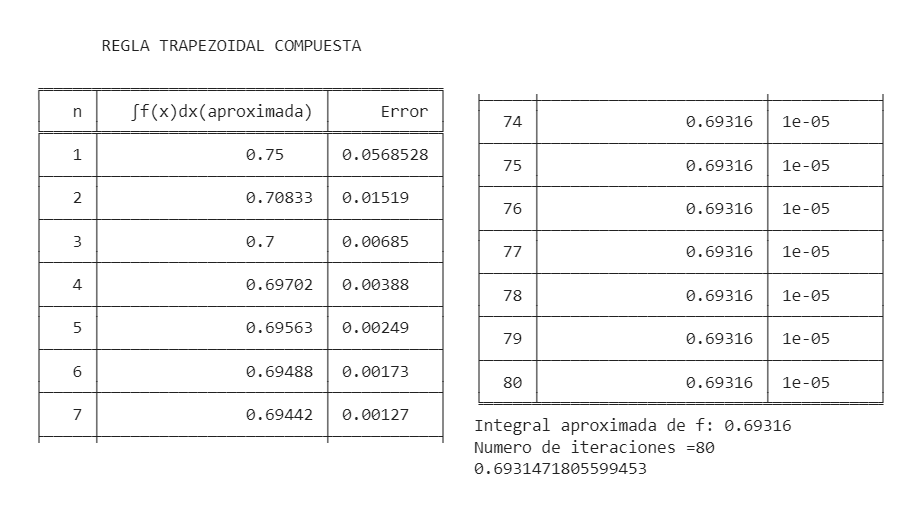 REGLA TRAPEZOIDAL COMPUESTA
n ∫f(x)dx(aproximada) Error
1 0.75 0.0568528
2 0.70833 0.01519
3 0.7 0.00685
4 0.69702 0.00388
5 0.69563 0.00249
6 0.69488 0.00173
7 0.69442 0.00127
74 0.69316 1e-05
75 0.69316 1e-05
76 0.69316 1e-05
77 0.69316 1e-05
78 0.69316 1e-05
79 0.69316 1e-05
80 0.69316 1e-05
Integral aproximada de f: 0.69316
Numero de iteraciones =80
0.6931471805599453